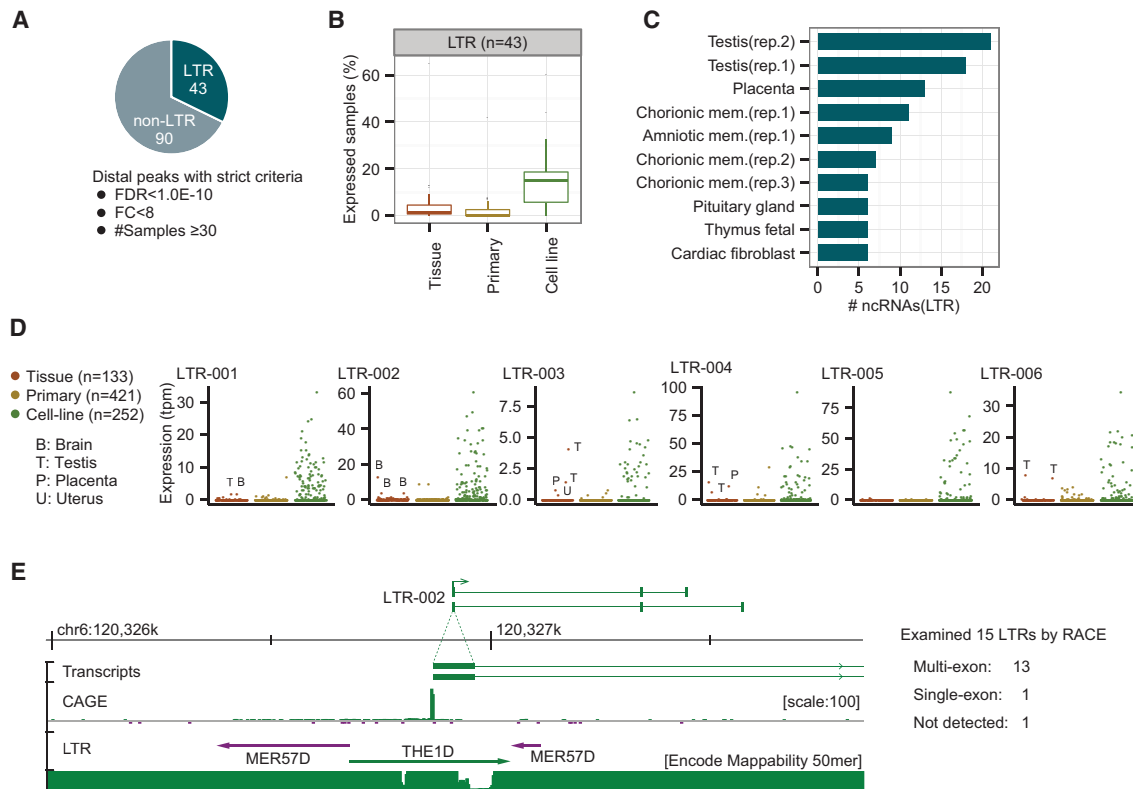 A
LTR
43
non-LTR
90
Distal peaks with strict criteria
● FDR<1.0E-10
● FC<8
● #Samples ≥30
B
LTR (n=43)
Expressed samples (%)
60
40
20
0
Tissue
Primary
Cell line
C
Testis(rep.2)
Testis(rep.1)
Placenta
Chorionic mem.(rep.1)
Amniotic mem.(rep.1)
Chorionic mem.(rep.2)
Chorionic mem.(rep.3)
Pituitary gland
Thymus fetal
Cardiac fibroblast
0 5 10 15 20
# ncRNAs(LTR)
D
Tissue (n=133)
Primary (n=421)
Cell-line (n=252)
B: Brain
T: Testis
P: Placenta
U: Uterus
Expression (tpm)
LTR-001
30
20
10
0
T B
LTR-002
60
40
20
0
B
B B
LTR-003
7.5
5.0
2.5
0.0
T
P T
U
LTR-004
100
75
50
25
0
T P
T
LTR-005
75
50
25
0
LTR-006
30
20
10
0
T T
E
LTR-002
chr6:120,326k
120,327k
Transcripts
CAGE
[scale:100]
LTR
MER57D
THE1D
MER57D
[Encode Mappability 50mer]
Examined 15 LTRs by RACE
Multi-exon: 13
Single-exon: 1
Not detected: 1